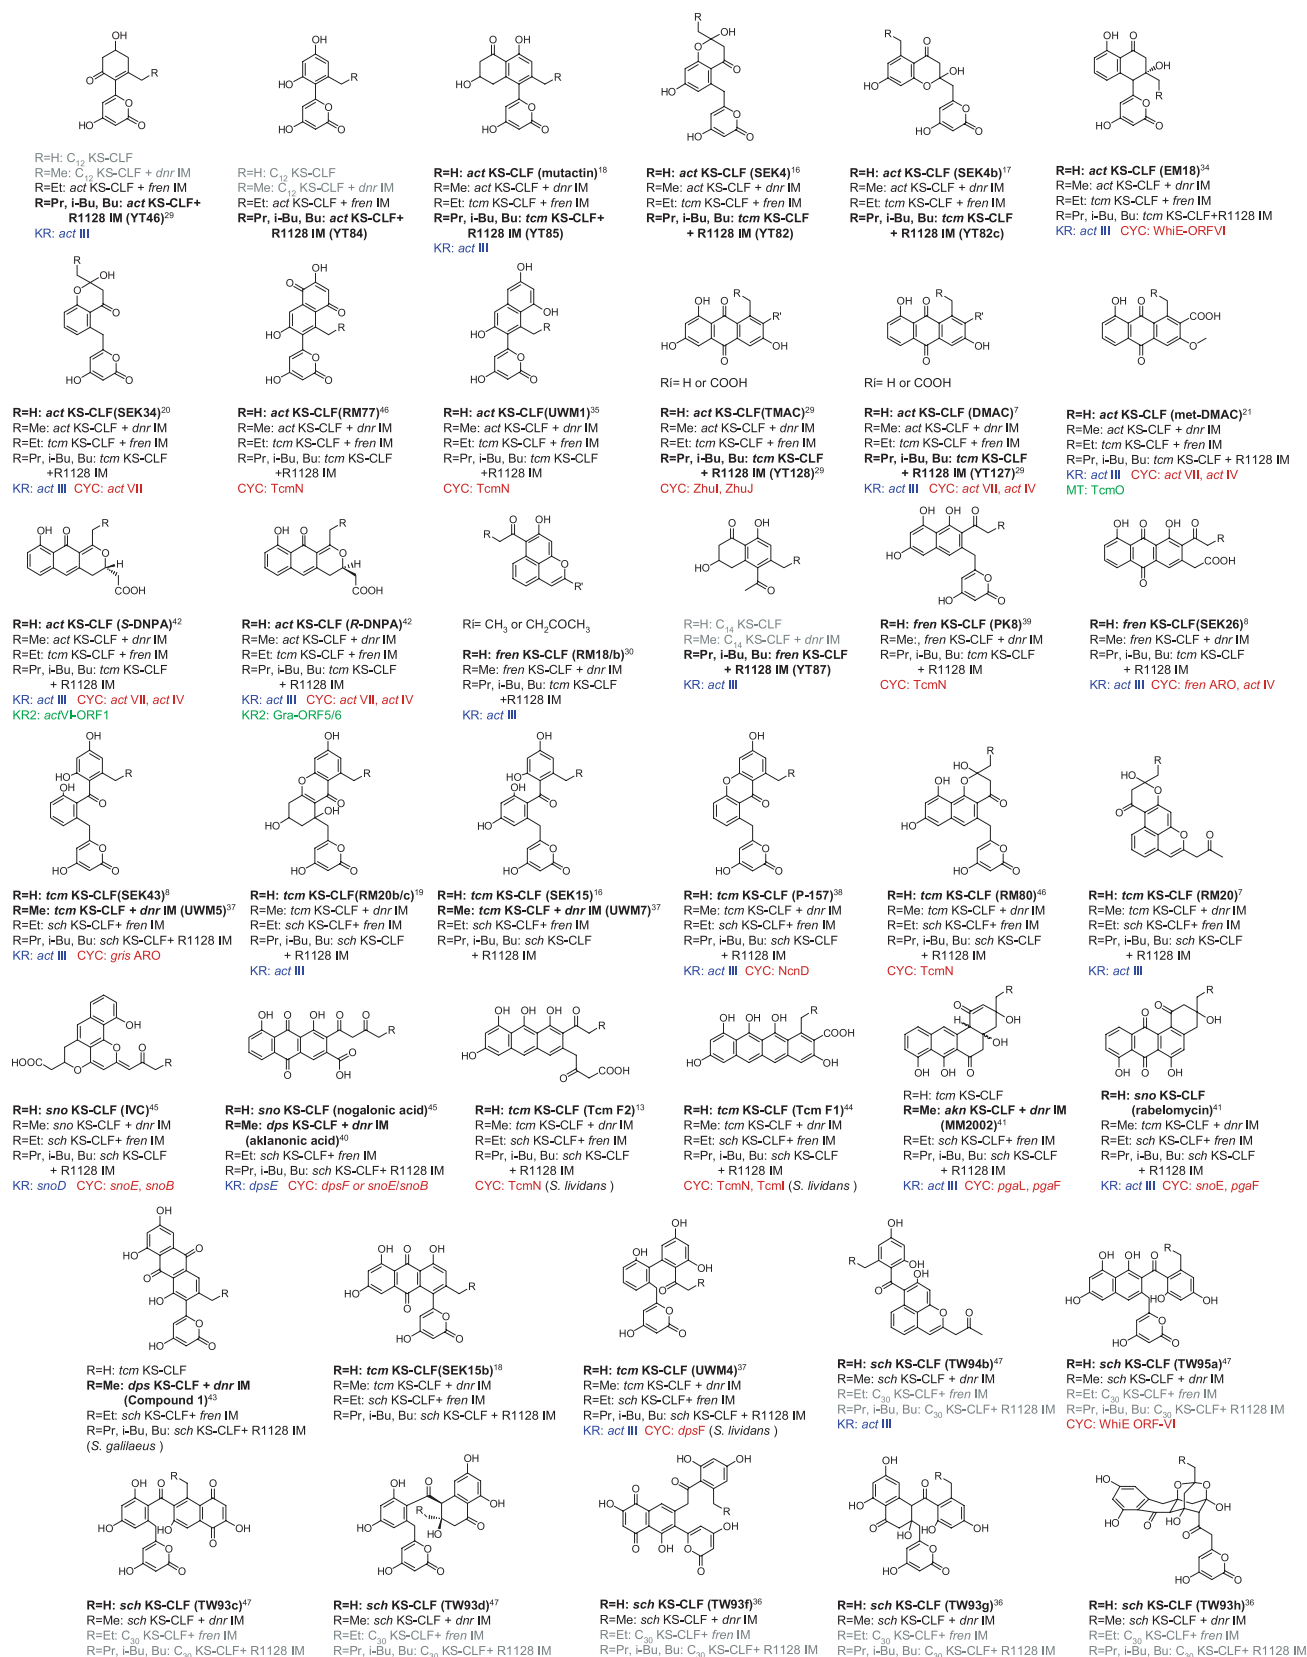 R=H: C12 KS-CLF
R=Me: C12 KS-CLF + dnr IM
R=Et: act KS-CLF + fren IM
R=Pr, i-Bu, Bu: act KS-CLF+
R1128 IM (YT46)29
KR: act III
R=H: C12 KS-CLF
R=Me: C12 KS-CLF + dnr IM
R=Et: act KS-CLF + fren IM
R=Pr, i-Bu, Bu: act KS-CLF+
R1128 IM (YT84)
R=H: act KS-CLF (mutactin)18
R=Me: act KS-CLF + dnr IM
R=Et: act KS-CLF + fren IM
R=Pr, i-Bu, Bu: tcm KS-CLF+
R1128 IM (YT85)
KR: act III
R=H: act KS-CLF (SEK4)16
R=Me: act KS-CLF + dnr IM
R=Et: act KS-CLF + fren IM
R=Pr, i-Bu, Bu: tcm KS-CLF
+ R1128 IM (YT82)
R=H: act KS-CLF (SEK4b)17
R=Me: act KS-CLF + dnr IM
R=Et: act KS-CLF + fren IM
R=Pr, i-Bu, Bu: tcm KS-CLF
+ R1128 IM (YT82c)
R=H: act KS-CLF (EM18)34
R=Me: act KS-CLF + dnr IM
R=Et: tcm KS-CLF + fren IM
R=Pr, i-Bu, Bu: tcm KS-CLF+R1128 IM
KR: act III CYC: WhiE-ORFVI
R=H: act KS-CLF(SEK34)20
R=Me: act KS-CLF + dnr IM
R=Et: tcm KS-CLF + fren IM
R=Pr, i-Bu, Bu: tcm KS-CLF
+R1128 IM
KR: act III CYC: act VII
R=H: act KS-CLF(RM77)46
R=Me: act KS-CLF + dnr IM
R=Et: tcm KS-CLF + fren IM
R=Pr, i-Bu, Bu: tcm KS-CLF
+R1128 IM
CYC: TcmN
R=H: act KS-CLF(UWM1)35
R=Me: act KS-CLF + dnr IM
R=Et: tcm KS-CLF + fren IM
R=Pr, i-Bu, Bu: tcm KS-CLF
+R1128 IM
CYC: TcmN
Ri= H or COOH
R=H: act KS-CLF(TMAC)29
R=Me: act KS-CLF + dnr IM
R=Et: tcm KS-CLF + fren IM
R=Pr, i-Bu, Bu: tcm KS-CLF
+ R1128 IM (YT128)29
CYC: ZhuI, ZhuJ
Ri= H or COOH
R=H: act KS-CLF (DMAC)7
R=Me: act KS-CLF + dnr IM
R=Et: tcm KS-CLF + fren IM
R=Pr, i-Bu, Bu: tcm KS-CLF
+ R1128 IM (YT127)29
KR: act III CYC: act VII, act IV
R=H: act KS-CLF (met-DMAC)21
R=Me: act KS-CLF + dnr IM
R=Et: tcm KS-CLF + fren IM
R=Pr, i-Bu, Bu: tcm KS-CLF + R1128 IM
KR: act III CYC: act VII, act IV
MT: TcmO
R=H: act KS-CLF (S-DNPA)42
R=Me: act KS-CLF + dnr IM
R=Et: tcm KS-CLF + fren IM
R=Pr, i-Bu, Bu: tcm KS-CLF
+ R1128 IM
KR: act III CYC: act VII, act IV
KR2: actVI-ORF1
R=H: act KS-CLF (R-DNPA)42
R=Me: act KS-CLF + dnr IM
R=Et: tcm KS-CLF + fren IM
R=Pr, i-Bu, Bu: tcm KS-CLF
+ R1128 IM
KR: act III CYC: act VII, act IV
KR2: Gra-ORF5/6
Ri= CH3 or CH2COCH3
R=H: fren KS-CLF (RM18/b)30
R=Me: fren KS-CLF + dnr IM
R=Pr, i-Bu, Bu: tcm KS-CLF
+R1128 IM
KR: act III
R=H: C14 KS-CLF
R=Me: C14 KS-CLF + dnr IM
R=Pr, i-Bu, Bu: fren KS-CLF
+ R1128 IM (YT87)
KR: act III
R=H: fren KS-CLF (PK8)39
R=Me:, fren KS-CLF + dnr IM
R=Pr, i-Bu, Bu: tcm KS-CLF
+ R1128 IM
CYC: TcmN
R=H: fren KS-CLF(SEK26)8
R=Me: fren KS-CLF + dnr IM
R=Pr, i-Bu, Bu: tcm KS-CLF
+ R1128 IM
KR: act III CYC: fren ARO, act IV
R=H: tcm KS-CLF(SEK43)8
R=Me: tcm KS-CLF + dnr IM (UWM5)37
R=Et: sch KS-CLF+ fren IM
R=Pr, i-Bu, Bu: sch KS-CLF+ R1128 IM
KR: act III CYC: gris ARO
R=H: tcm KS-CLF(RM20b/c)19
R=Me: tcm KS-CLF + dnr IM
R=Et: sch KS-CLF+ fren IM
R=Pr, i-Bu, Bu: sch KS-CLF
+ R1128 IM
KR: act III
R=H: tcm KS-CLF (SEK15)16
R=Me: tcm KS-CLF + dnr IM (UWM7)37
R=Et: sch KS-CLF+ fren IM
R=Pr, i-Bu, Bu: sch KS-CLF
+ R1128 IM
R=H: tcm KS-CLF (P-157)38
R=Me: tcm KS-CLF + dnr IM
R=Et: sch KS-CLF+ fren IM
R=Pr, i-Bu, Bu: sch KS-CLF
+ R1128 IM
KR: act III CYC: NcnD
R=H: tcm KS-CLF (RM80)46
R=Me: tcm KS-CLF + dnr IM
R=Et: sch KS-CLF+ fren IM
R=Pr, i-Bu, Bu: sch KS-CLF
+ R1128 IM
CYC: TcmN
R=H: tcm KS-CLF (RM20)7
R=Me: tcm KS-CLF + dnr IM
R=Et: sch KS-CLF+ fren IM
R=Pr, i-Bu, Bu: sch KS-CLF
+ R1128 IM
KR: act III
R=H: sno KS-CLF (IVC)45
R=Me: sno KS-CLF + dnr IM
R=Et: sch KS-CLF+ fren IM
R=Pr, i-Bu, Bu: sch KS-CLF
+ R1128 IM
KR: snoD CYC: snoE, snoB
R=H: sno KS-CLF (nogalonic acid)45
R=Me: dps KS-CLF + dnr IM
(aklanonic acid)40
R=Et: sch KS-CLF+ fren IM
R=Pr, i-Bu, Bu: sch KS-CLF+ R1128 IM
KR: dpsE CYC: dpsF or snoE/snoB
R=H: tcm KS-CLF (Tcm F2)13
R=Me: tcm KS-CLF + dnr IM
R=Et: sch KS-CLF+ fren IM
R=Pr, i-Bu, Bu: sch KS-CLF
+ R1128 IM
CYC: TcmN (S. lividans )
R=H: tcm KS-CLF (Tcm F1)44
R=Me: tcm KS-CLF + dnr IM
R=Et: sch KS-CLF+ fren IM
R=Pr, i-Bu, Bu: sch KS-CLF
+ R1128 IM
CYC: TcmN, TcmI (S. lividans )
R=H: tcm KS-CLF
R=Me: akn KS-CLF + dnr IM
(MM2002)41
R=Et: sch KS-CLF+ fren IM
R=Pr, i-Bu, Bu: sch KS-CLF
+ R1128 IM
KR: act III CYC: pgaL, pgaF
R=H: sno KS-CLF
(rabelomycin)41
R=Me: tcm KS-CLF + dnr IM
R=Et: sch KS-CLF+ fren IM
R=Pr, i-Bu, Bu: sch KS-CLF
+ R1128 IM
KR: act III CYC: snoE, pgaF
R=H: tcm KS-CLF
R=Me: dps KS-CLF + dnr IM
(Compound 1)43
R=Et: sch KS-CLF+ fren IM
R=Pr, i-Bu, Bu: sch KS-CLF+ R1128 IM
(S. galilaeus )
R=H: tcm KS-CLF(SEK15b)18
R=Me: tcm KS-CLF + dnr IM
R=Et: sch KS-CLF+ fren IM
R=Pr, i-Bu, Bu: sch KS-CLF + R1128 IM
R=H: tcm KS-CLF (UWM4)37
R=Me: tcm KS-CLF + dnr IM
R=Et: sch KS-CLF+ fren IM
R=Pr, i-Bu, Bu: sch KS-CLF + R1128 IM
KR: act III CYC: dpsF (S. lividans )
R=H: sch KS-CLF (TW94b)47
R=Me: sch KS-CLF + dnr IM
R=Et: C30 KS-CLF+ fren IM
R=Pr, i-Bu, Bu: C30 KS-CLF+ R1128 IM
KR: act III
R=H: sch KS-CLF (TW95a)47
R=Me: sch KS-CLF + dnr IM
R=Et: C30 KS-CLF+ fren IM
R=Pr, i-Bu, Bu: C30 KS-CLF+ R1128 IM
CYC: WhiE ORF-VI
R=H: sch KS-CLF (TW93c)47
R=Me: sch KS-CLF + dnr IM
R=Et: C30 KS-CLF+ fren IM
R=Pr, i-Bu, Bu: C30 KS-CLF+ R1128 IM
R=H: sch KS-CLF (TW93d)47
R=Me: sch KS-CLF + dnr IM
R=Et: C30 KS-CLF+ fren IM
R=Pr, i-Bu, Bu: C30 KS-CLF+ R1128 IM
R=H: sch KS-CLF (TW93f)36
R=Me: sch KS-CLF + dnr IM
R=Et: C30 KS-CLF+ fren IM
R=Pr, i-Bu, Bu: C30 KS-CLF+ R1128 IM
R=H: sch KS-CLF (TW93g)36
R=Me: sch KS-CLF + dnr IM
R=Et: C30 KS-CLF+ fren IM
R=Pr, i-Bu, Bu: C30 KS-CLF+ R1128 IM
R=H: sch KS-CLF (TW93h)36
R=Me: sch KS-CLF + dnr IM
R=Et: C30 KS-CLF+ fren IM
R=Pr, i-Bu, Bu: C30 KS-CLF+ R1128 IM